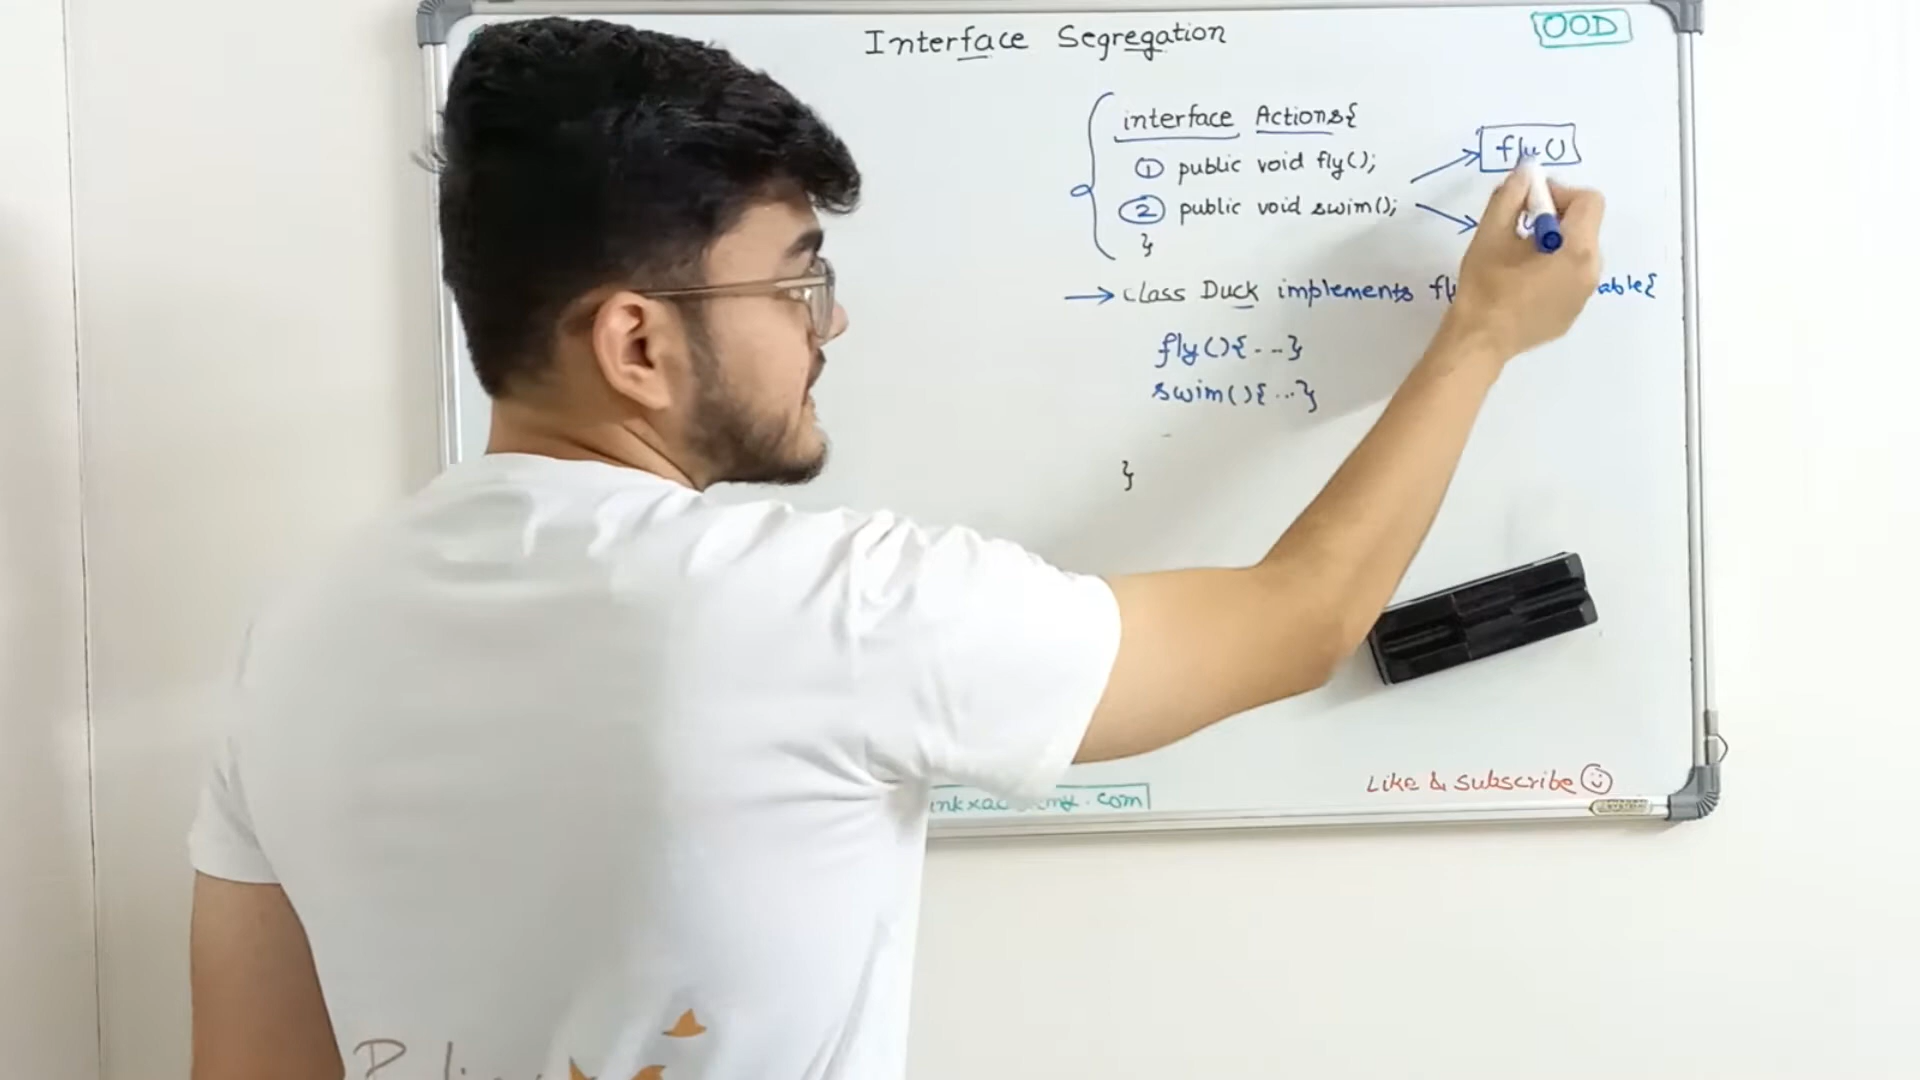 Interface Segregation
OOD
interface Actions{
① public void fly();
② public void swim();
}
fly()
→ class Duck implements able{
fly(){...}
swim(){...}
}
Like & Subscribe ☺
.com